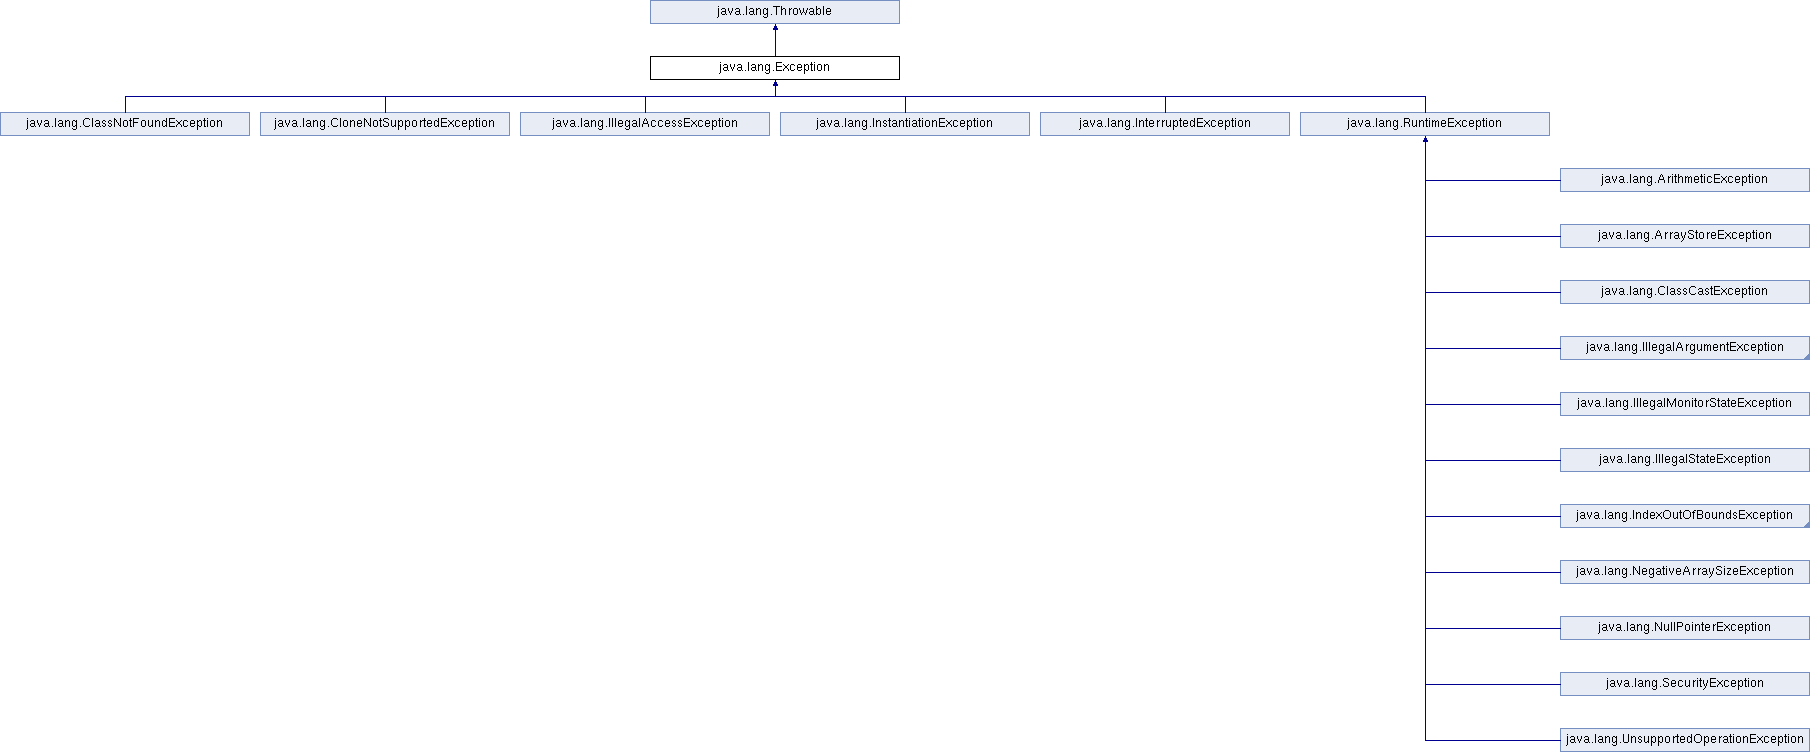 java.lang.Throwable
java.lang.Exception
java.lang.ClassNotFoundException
java.lang.CloneNotSupportedException
java.lang.IllegalAccessException
java.lang.InstantiationException
java.lang.InterruptedException
java.lang.RuntimeException
java.lang.ArithmeticException
java.lang.ArrayStoreException
java.lang.ClassCastException
java.lang.IllegalArgumentException
java.lang.IllegalMonitorStateException
java.lang.IllegalStateException
java.lang.IndexOutOfBoundsException
java.lang.NegativeArraySizeException
java.lang.NullPointerException
java.lang.SecurityException
java.lang.UnsupportedOperationException